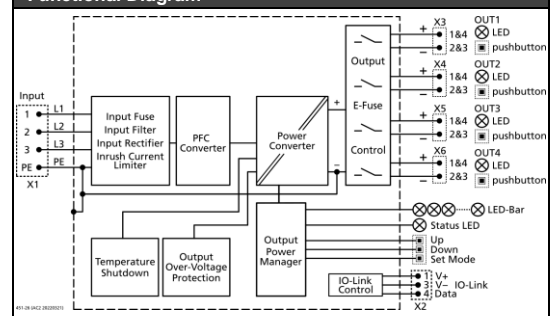 Functional Diagram
Input
1 L1
2 L2
3 L3
PE PE
X1
Input Fuse
Input Filter
Input Rectifier
Inrush Current
Limiter
PFC
Converter
Power
Converter
+
−
Output
E-Fuse
Control
+ X3 OUT1
1&4 LED
− 2&3 pushbutton
+ X4 OUT2
1&4 LED
− 2&3 pushbutton
+ X5 OUT3
1&4 LED
− 2&3 pushbutton
+ X6 OUT4
1&4 LED
− 2&3 pushbutton
Temperature
Shutdown
Output
Over-Voltage
Protection
Output
Power
Manager
LED-Bar
Status LED
Up
Down
Set Mode
IO-Link
Control
1 V+
3 V− IO-Link
4 Data
X2